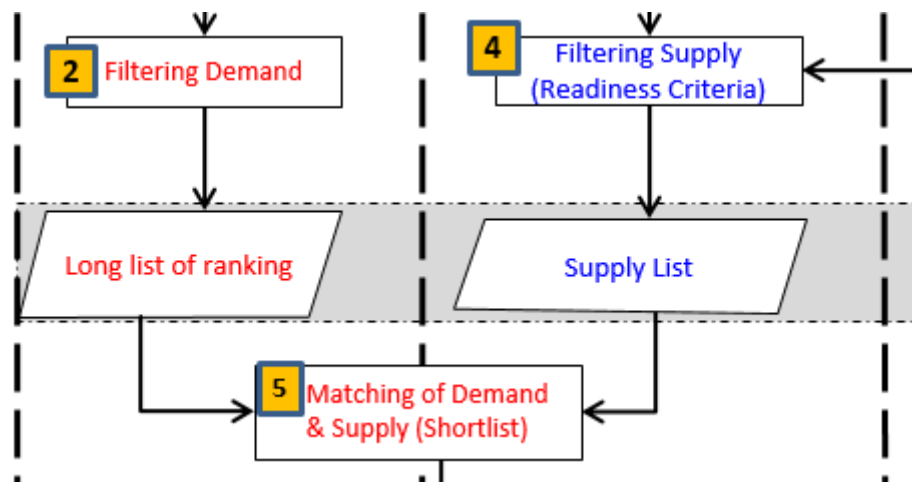 2
Filtering Demand
4
Filtering Supply
(Readiness Criteria)
Long list of ranking
Supply List
5
Matching of Demand
& Supply (Shortlist)